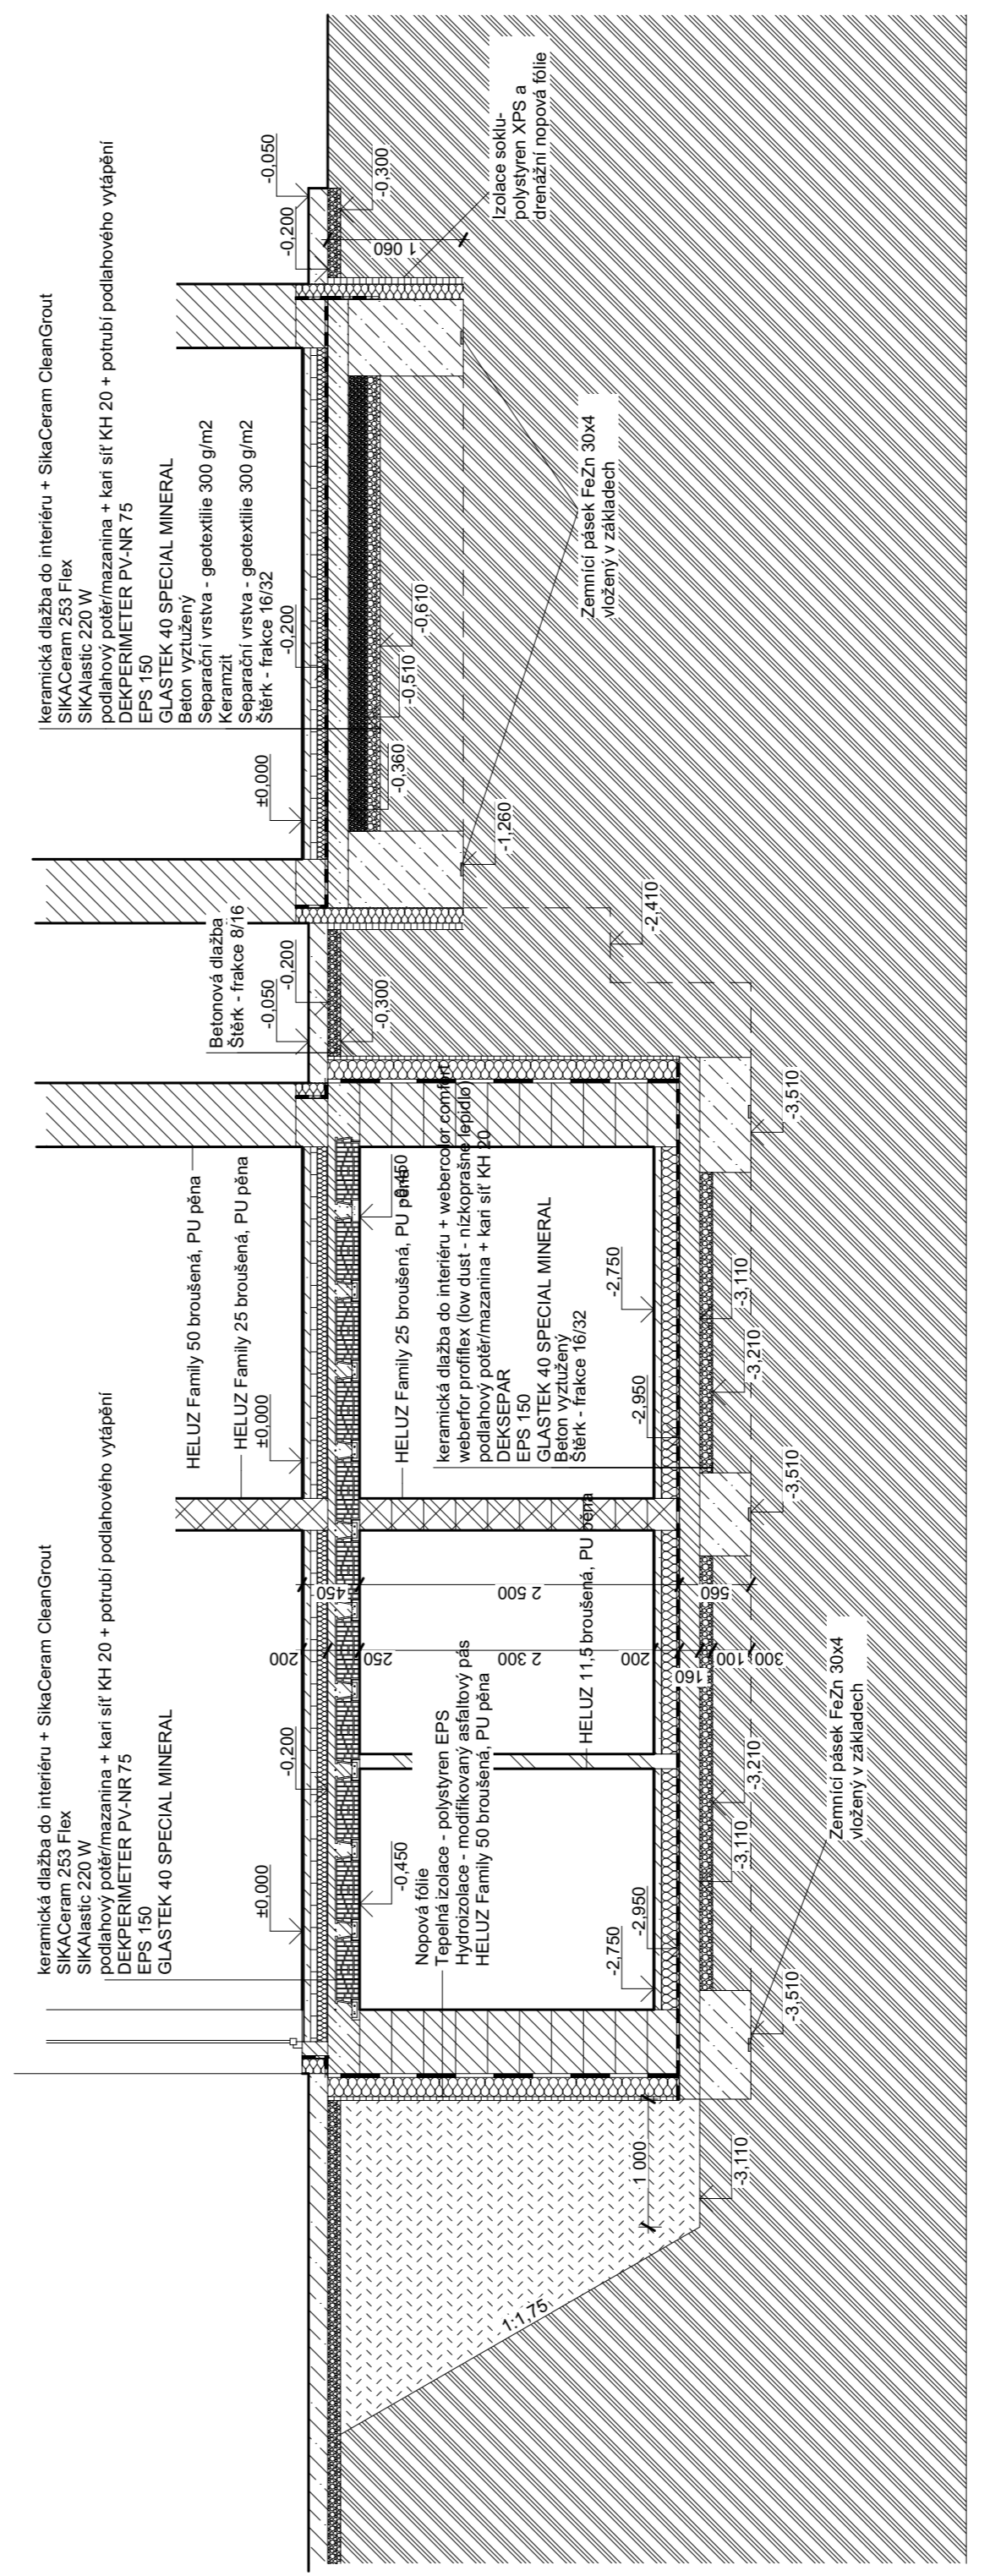 keramická dlažba do interiéru + SikaCeram CleanGrout
SIKACeram 253 Flex
SIKAlastic 220 W
podlahový potěr/mazanina + kari síť KH 20 + potrubí podlahového vytápění
DEKPERIMETER PV-NR 75
EPS 150
GLASTEK 40 SPECIAL MINERAL
±0,000
-0,200
HELUZ Family 50 broušená, PU pěna
HELUZ Family 25 broušená, PU pěna
±0,000
Betonová dlažba
Štěrk - frakce 8/16
-0,050
-0,200
-0,300
keramická dlažba do interiéru + SikaCeram CleanGrout
SIKACeram 253 Flex
SIKAlastic 220 W
podlahový potěr/mazanina + kari síť KH 20 + potrubí podlahového vytápění
DEKPERIMETER PV-NR 75
EPS 150
GLASTEK 40 SPECIAL MINERAL
Beton vyztužený
Separační vrstva - geotextilie 300 g/m2
Keramzit
Separační vrstva - geotextilie 300 g/m2
Štěrk - frakce 16/32
±0,000
-0,200
-0,200
-0,050
-0,300
1 060
Izolace soklu-
polystyren XPS a
drenážní nopová fólie
-0,360
-0,510
-0,610
-1,260
-2,410
Zemnící pásek FeZn 30x4
vložený v základech
-0,450
Nopová fólie
Tepelná izolace - polystyren EPS
Hydroizolace - modifikovaný asfaltový pás
HELUZ Family 50 broušená, PU pěna
HELUZ 11,5 broušená, PU pěna
HELUZ Family 25 broušená, PU pěna
-0,450
keramická dlažba do interiéru + webercolor comfort
weberfor profiflex (low dust - nízkoprašne lepidlo)
podlahový potěr/mazanina + kari síť KH 20
DEKSEPAR
EPS 150
GLASTEK 40 SPECIAL MINERAL
Beton vyztužený
Štěrk - frakce 16/32
200
250
2 300
200
160
100
300
450
2 500
560
-2,750
-2,950
-2,750
-2,950
1:1,75
1 000
-3,110
-3,510
-3,110
-3,210
-3,510
-3,210
-3,110
-3,510
Zemnící pásek FeZn 30x4
vložený v základech